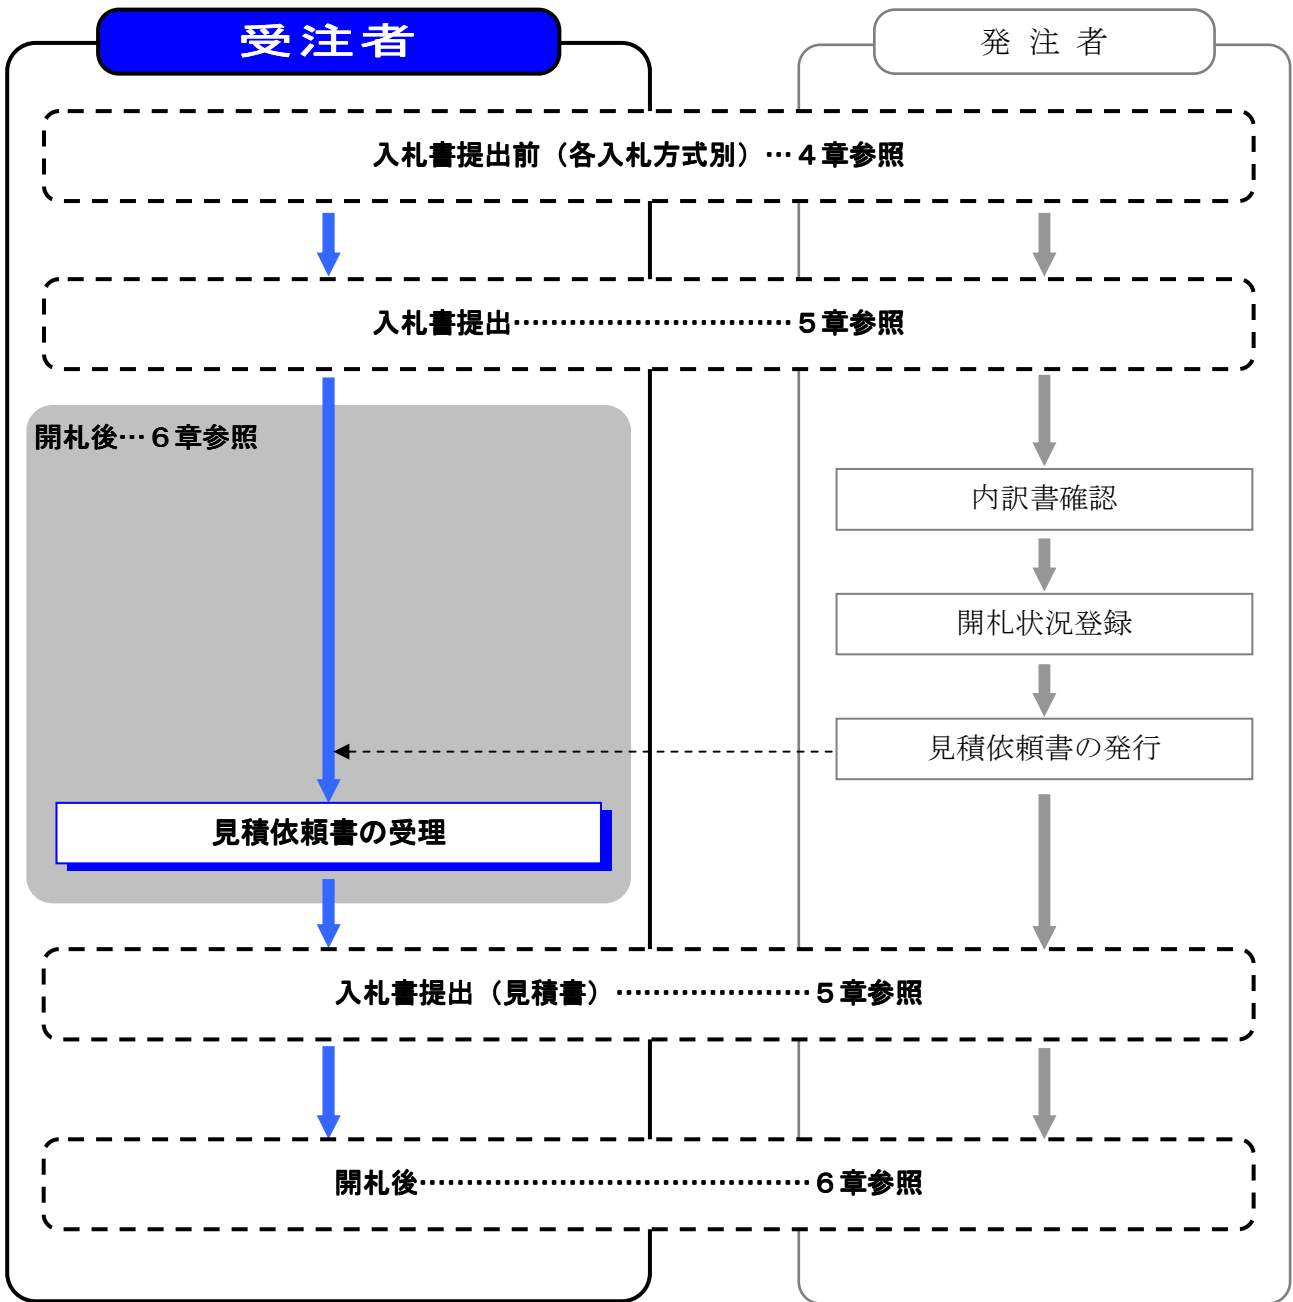 受注者
発 注 者
入札書提出前（各入札方式別）…４章参照
入札書提出……………………………５章参照
開札後…６章参照
内訳書確認
開札状況登録
見積依頼書の発行
見積依頼書の受理
入札書提出（見積書）…………………５章参照
開札後……………………………………６章参照